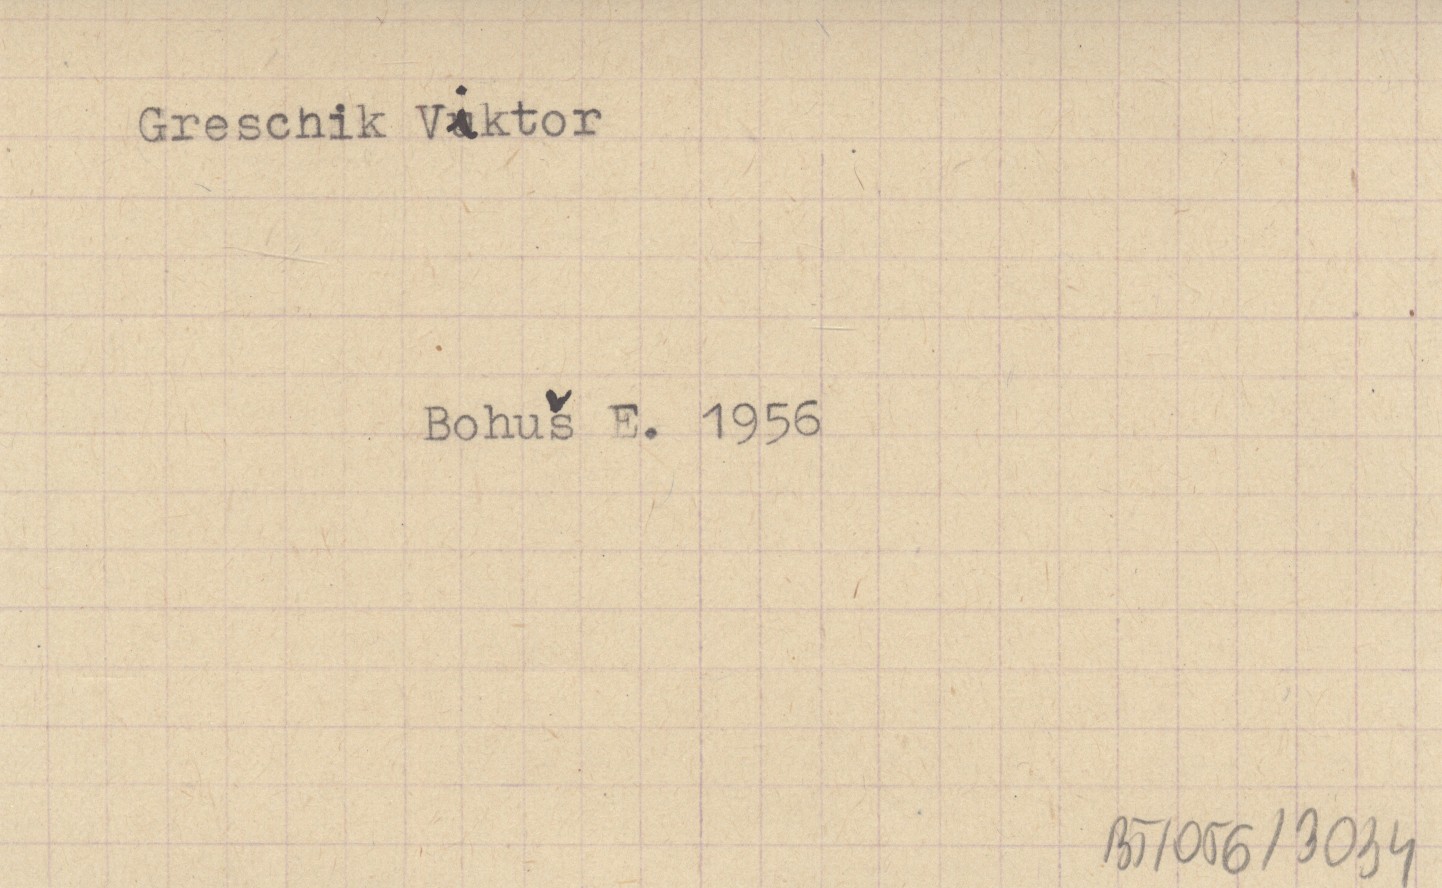 Greschik Viktor
Bohuš E. 1956
BT/056/3034